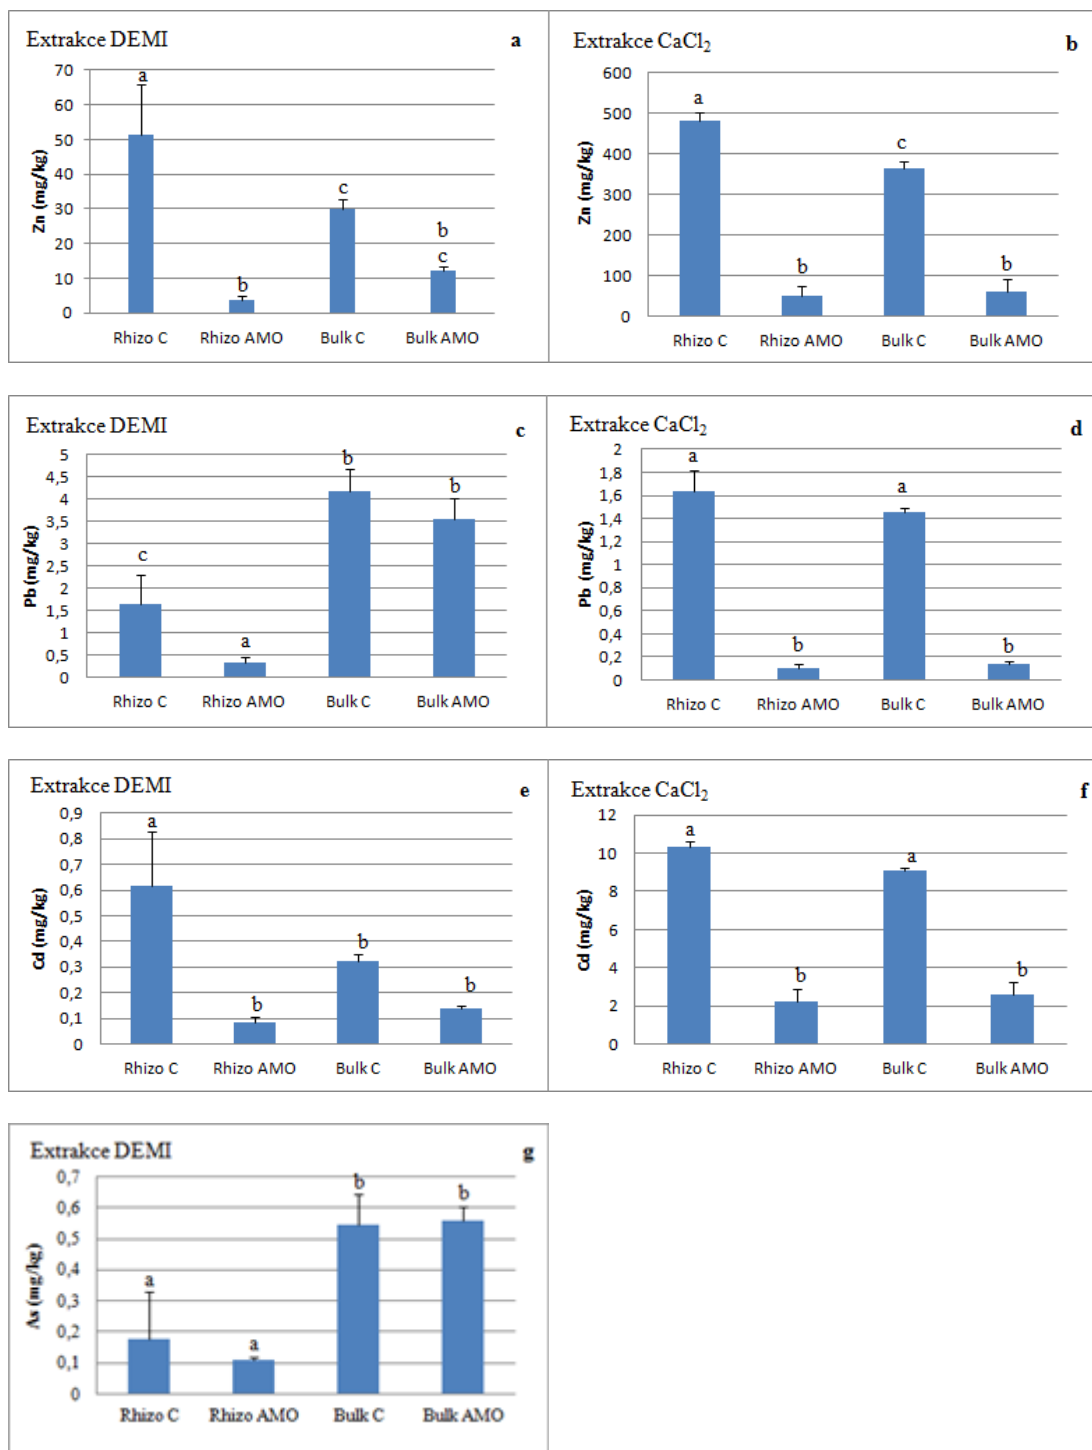 Extrakce DEMI
a
Zn (mg/kg)
70
60
50
40
30
20
10
0
a
b
c
b
c
Rhizo C
Rhizo AMO
Bulk C
Bulk AMO
Extrakce CaCl₂
b
Zn (mg/kg)
600
500
400
300
200
100
0
a
b
c
b
Rhizo C
Rhizo AMO
Bulk C
Bulk AMO
Extrakce DEMI
c
Pb (mg/kg)
5
4,5
4
3,5
3
2,5
2
1,5
1
0,5
0
c
a
b
b
Rhizo C
Rhizo AMO
Bulk C
Bulk AMO
Extrakce CaCl₂
d
Pb (mg/kg)
2
1,8
1,6
1,4
1,2
1
0,8
0,6
0,4
0,2
0
a
b
a
b
Rhizo C
Rhizo AMO
Bulk C
Bulk AMO
Extrakce DEMI
e
Cd (mg/kg)
0,9
0,8
0,7
0,6
0,5
0,4
0,3
0,2
0,1
0
a
b
b
b
Rhizo C
Rhizo AMO
Bulk C
Bulk AMO
Extrakce CaCl₂
f
Cd (mg/kg)
12
10
8
6
4
2
0
a
b
a
b
Rhizo C
Rhizo AMO
Bulk C
Bulk AMO
Extrakce DEMI
g
As (mg/kg)
0,7
0,6
0,5
0,4
0,3
0,2
0,1
0
a
a
b
b
Rhizo C
Rhizo AMO
Bulk C
Bulk AMO